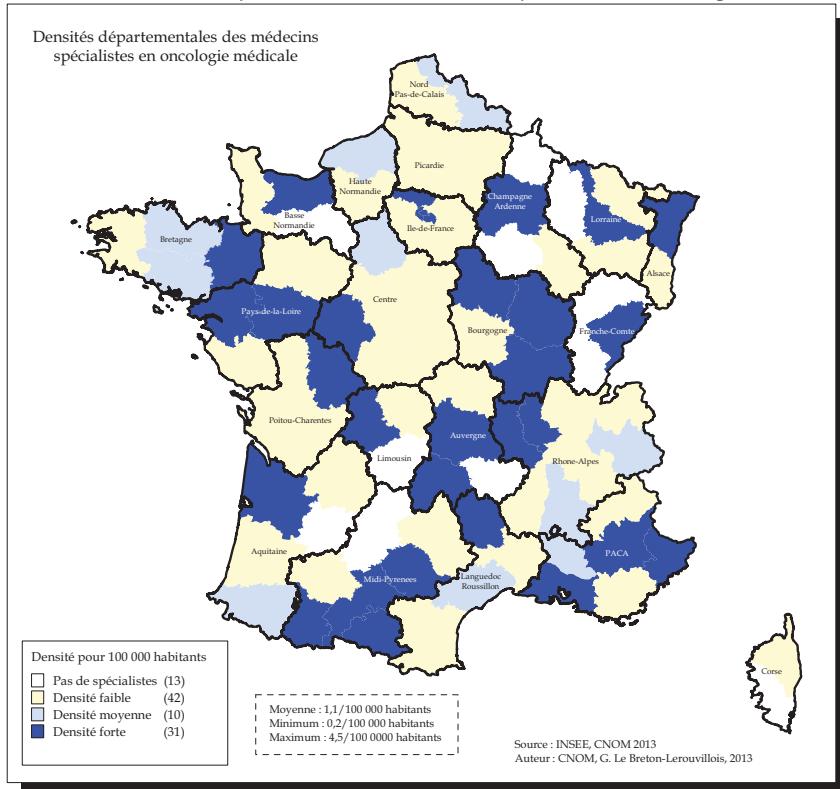 Densités départementales des médecins
spécialistes en oncologie médicale
Nord
Pas-de-Calais
Picardie
Haute
Normandie
Basse
Normandie
Ile-de-France
Champagne
Ardenne
Lorraine
Alsace
Bretagne
Pays-de-la-Loire
Centre
Bourgogne
Franche-Comte
Poitou-Charentes
Limousin
Auvergne
Rhone-Alpes
Aquitaine
Midi-Pyrenees
Languedoc
Roussillon
PACA
Corse
Densité pour 100 000 habitants
Pas de spécialistes (13)
Densité faible (42)
Densité moyenne (10)
Densité forte (31)
Moyenne : 1,1/100 000 habitants
Minimum : 0,2/100 000 habitants
Maximum : 4,5/100 0000 habitants
Source : INSEE, CNOM 2013
Auteur : CNOM, G. Le Breton-Lerouvillois, 2013